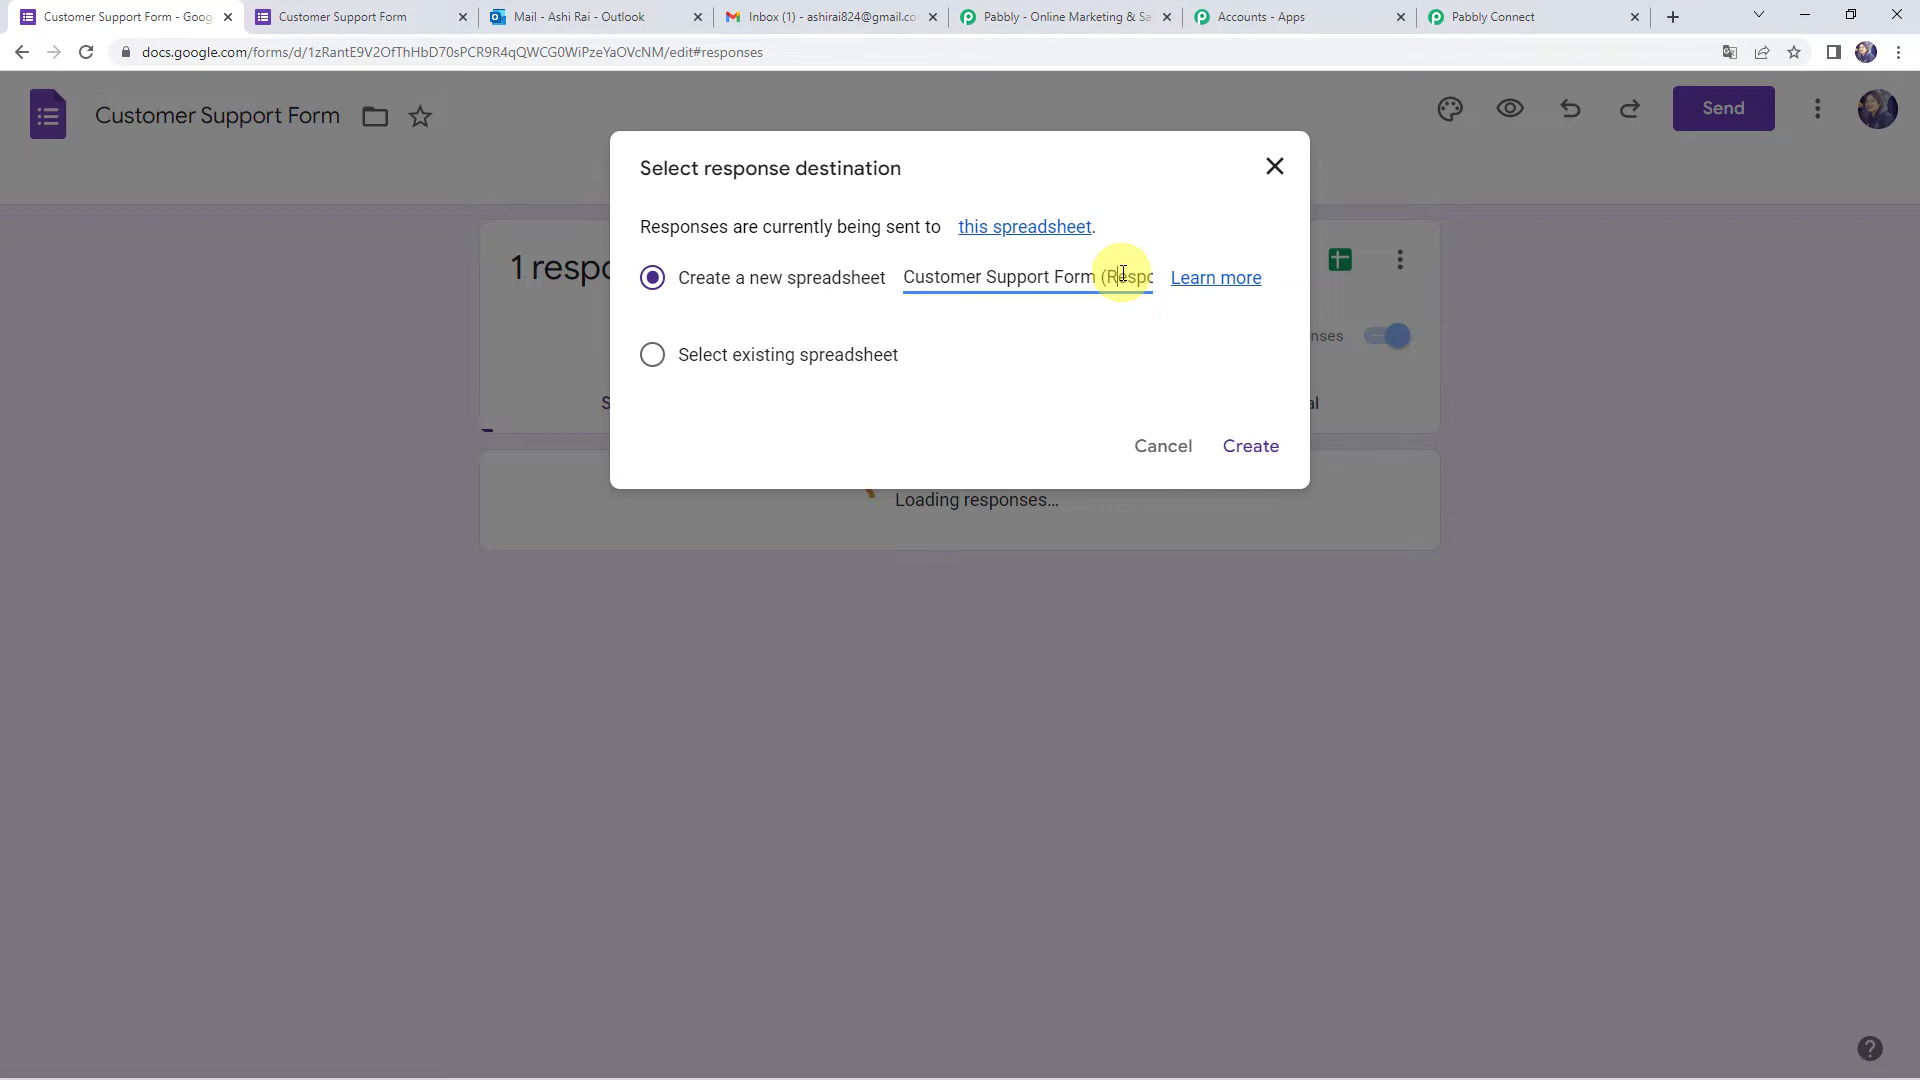 Customer Support Form - Goog
Customer Support Form
Mail - Ashi Rai - Outlook
Inbox (1) - ashirai824@gmail.co
Pabbly - Online Marketing & Sa
Accounts - Apps
Pabbly Connect
docs.google.com/forms/d/1zRantE9V2OfThHbD70sPCR9R4qQWCG0WiPzeYaOVcNM/edit#responses
Customer Support Form
Send
Select response destination
Responses are currently being sent to this spreadsheet.
1 respo
Create a new spreadsheet Customer Support Form (Respo Learn more
nses
Select existing spreadsheet
S
al
Cancel Create
Loading responses...